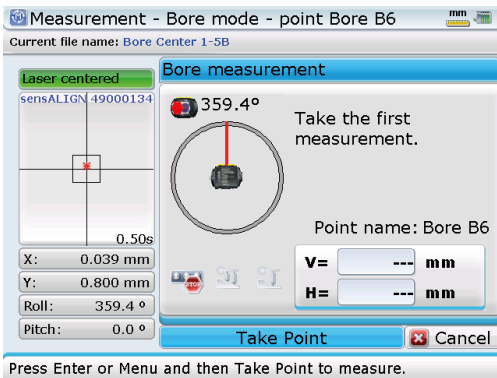 Measurement - Bore mode - point Bore B6
mm
Current file name: Bore Center 1-5B
Laser centered
sensALIGN 49000134
0.50s
X: 0.039 mm
Y: 0.800 mm
Roll: 359.4 º
Pitch: 0.0 º
Bore measurement
359.4º
Take the first
measurement.
Point name: Bore B6
STOP
V= --- mm
H= --- mm
Take Point
Cancel
Press Enter or Menu and then Take Point to measure.